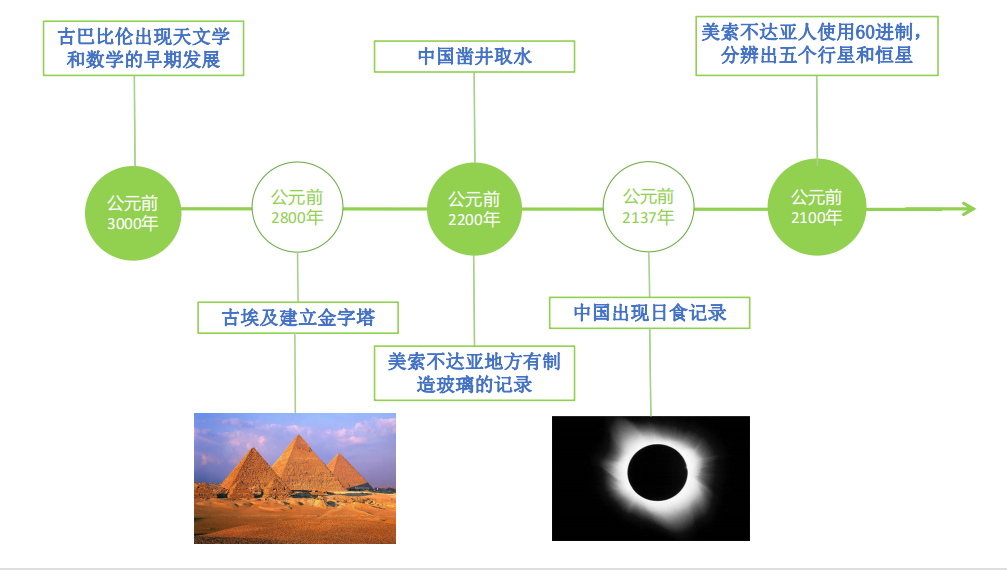 古巴比伦出现天文学
和数学的早期发展
中国凿井取水
美索不达亚人使用60进制，
分辨出五个行星和恒星
公元前
3000年
公元前
2800年
公元前
2200年
公元前
2137年
公元前
2100年
古埃及建立金字塔
中国出现日食记录
美索不达亚地方有制
造玻璃的记录